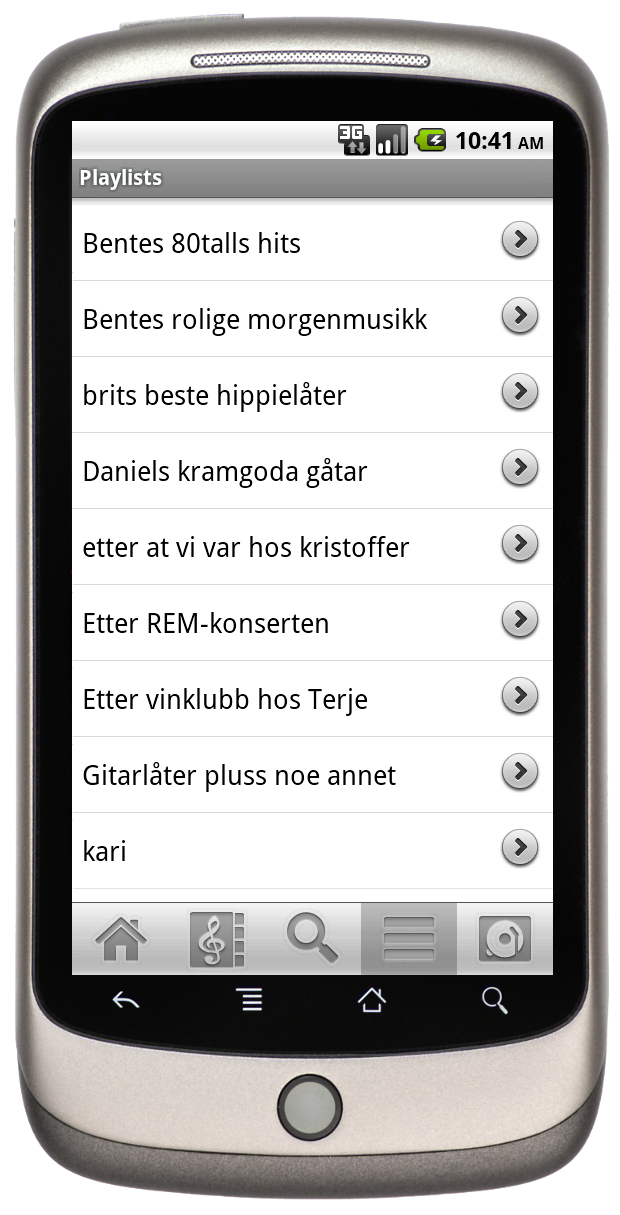 3G
10:41 AM
Playlists
Bentes 80talls hits
Bentes rolige morgenmusikk
brits beste hippielåter
Daniels kramgoda gåtar
etter at vi var hos kristoffer
Etter REM-konserten
Etter vinklubb hos Terje
Gitarlåter pluss noe annet
kari